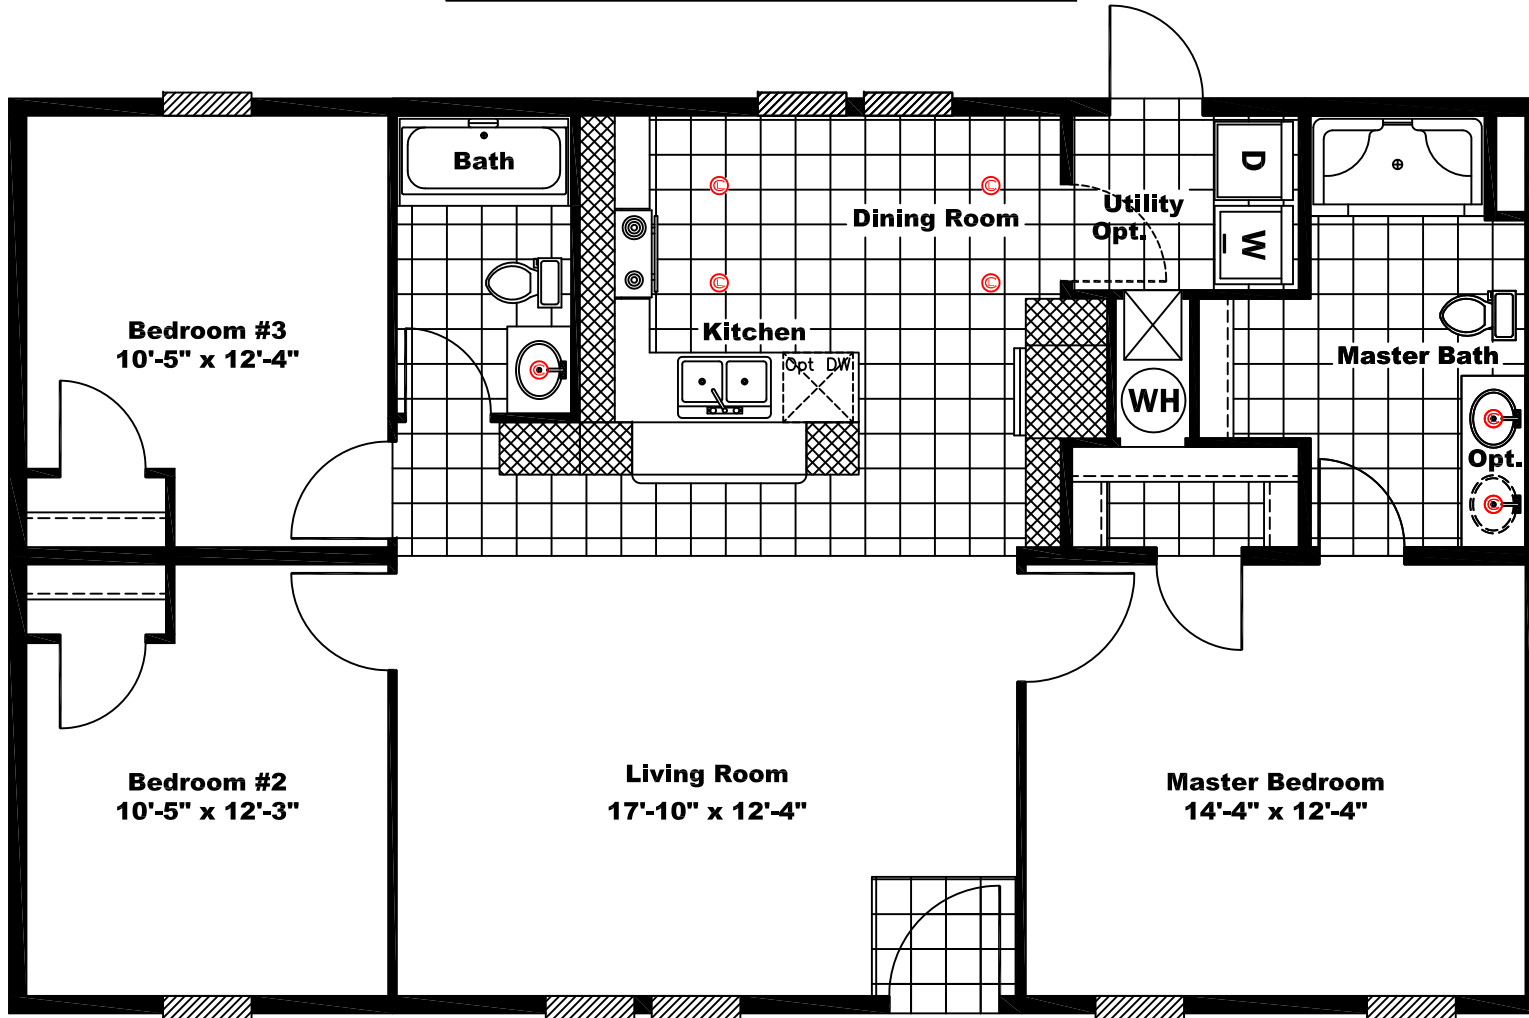 Bath
D
Utility
Opt.
Dining Room
W
Bedroom #3
10'-5" x 12'-4"
Kitchen
Opt DW
Master Bath
WH
Opt.
Bedroom #2
10'-5" x 12'-3"
Living Room
17'-10" x 12'-4"
Master Bedroom
14'-4" x 12'-4"